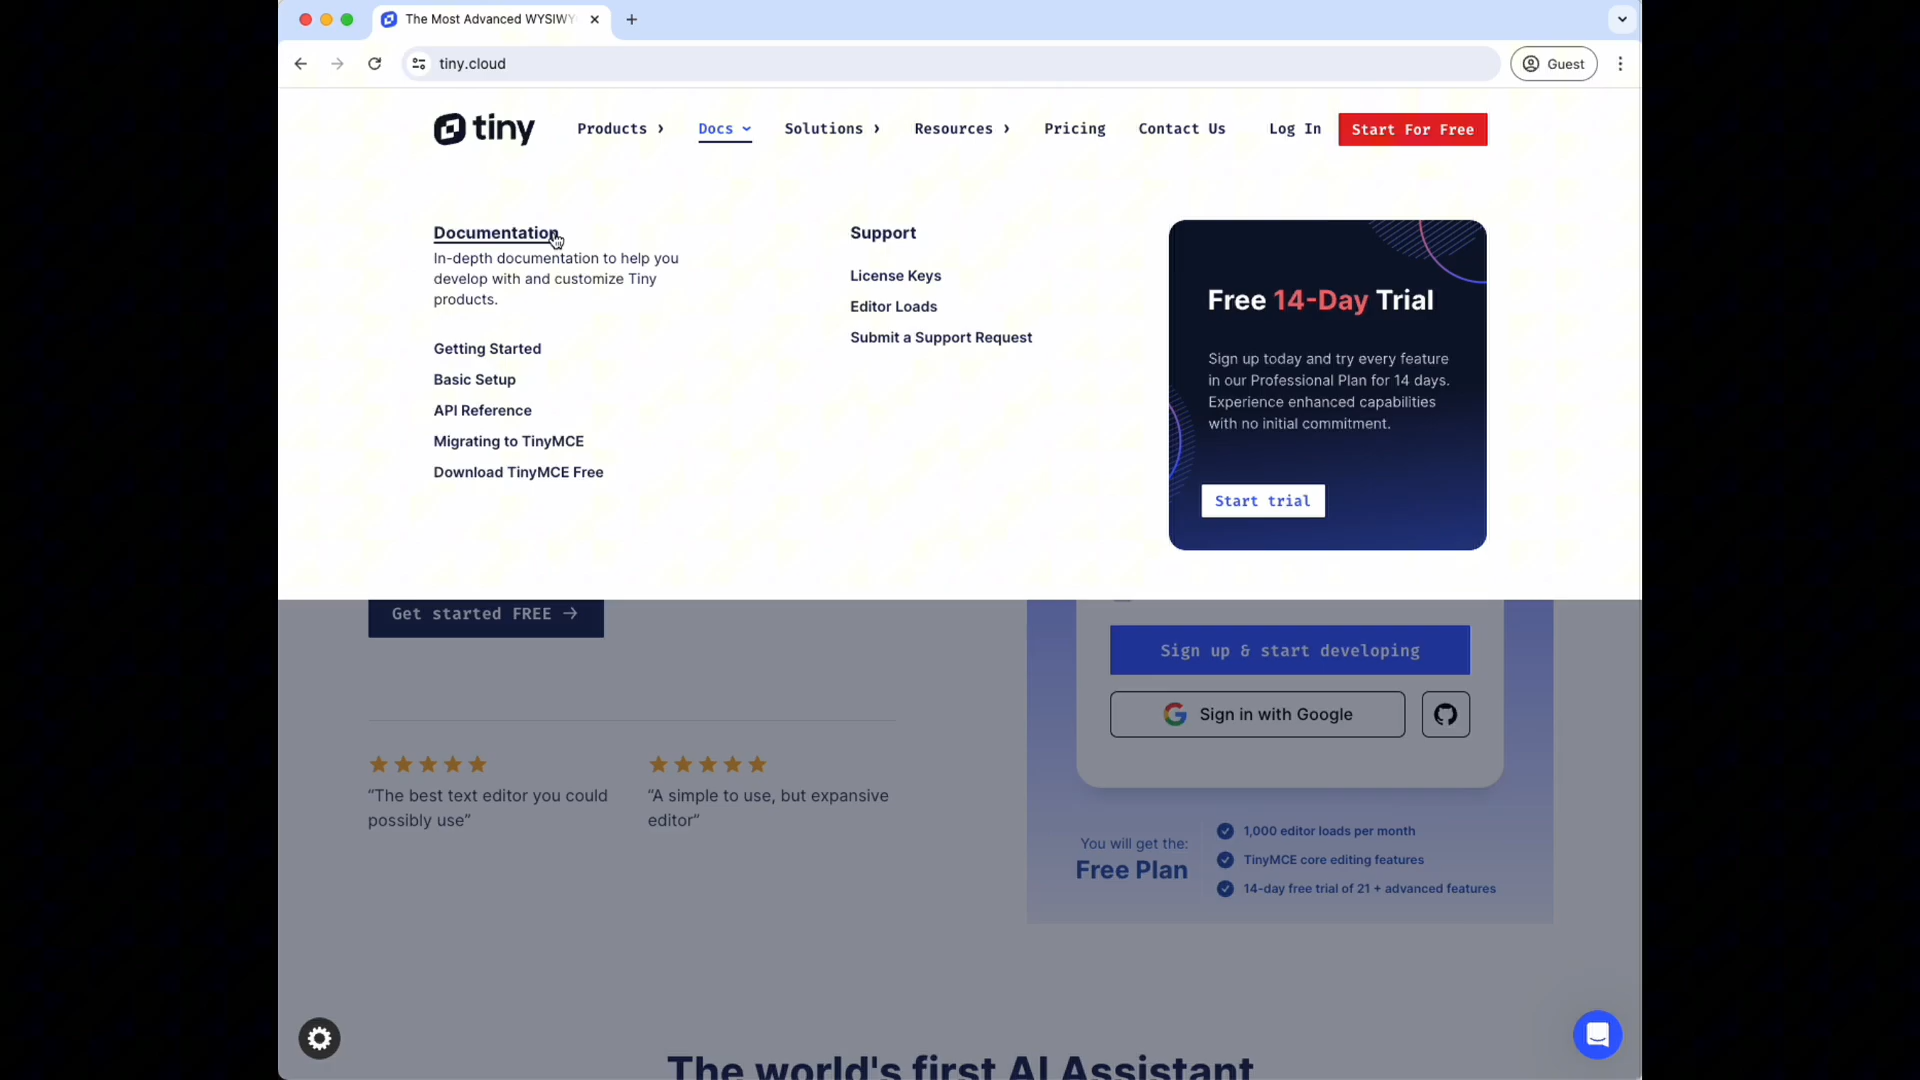 The Most Advanced WYSIWY
tiny.cloud
Guest
tiny
Products
Docs
Solutions
Resources
Pricing
Contact Us
Log In
Start For Free
Documentation
In-depth documentation to help you
develop with and customize Tiny
products.
Getting Started
Basic Setup
API Reference
Migrating to TinyMCE
Download TinyMCE Free
Support
License Keys
Editor Loads
Submit a Support Request
Free 14-Day Trial
Sign up today and try every feature
in our Professional Plan for 14 days.
Experience enhanced capabilities
with no initial commitment.
Start trial
Get started FREE →
“The best text editor you could
possibly use”
“A simple to use, but expansive
editor”
Sign up & start developing
Sign in with Google
You will get the:
Free Plan
1,000 editor loads per month
TinyMCE core editing features
14-day free trial of 21 + advanced features
The world's first AI Assistant